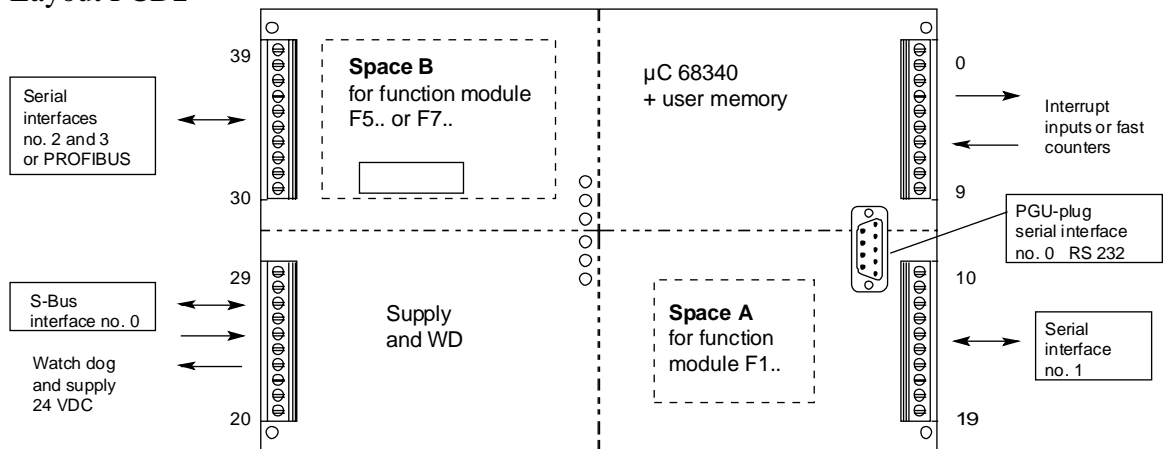 39
Space B
for function module
F5.. or F7..
µC 68340
+ user memory
0
Serial
interfaces
no. 2 and 3
or PROFIBUS
Interrupt
inputs or fast
counters
30
9
PGU-plug
serial interface
no. 0 RS 232
29
10
S-Bus
interface no. 0
Supply
and WD
Space A
for function
module F1..
Serial
interface
no. 1
Watch dog
and supply
24 VDC
20
19